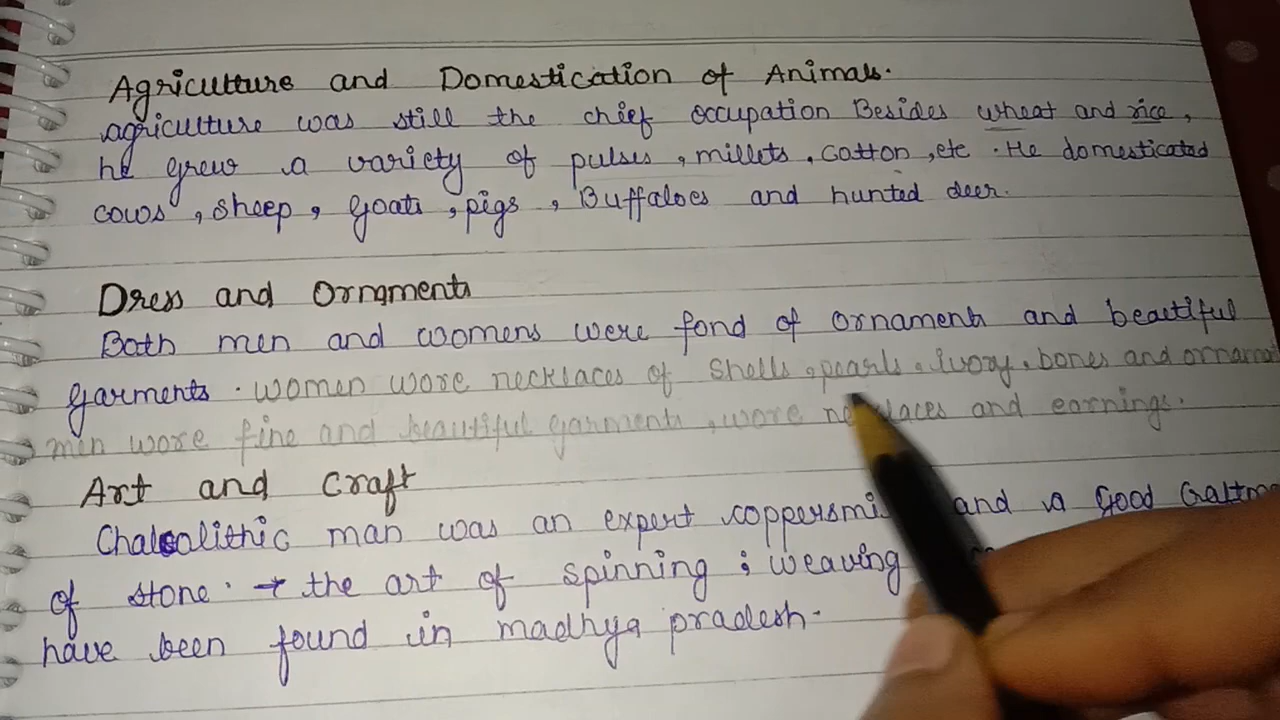 Agriculture and Domestication of Animals.
agriculture was still the chief occupation Besides wheat and rice,
he grew a variety of pulses, millets, cotton, etc. He domesticated
cows, sheep, goats, pigs, Buffaloes and hunted deer.
Dress and Ornaments
Both men and womens were fond of ornaments and beautiful
garments. women wore necklaces of shells, pearls, ivory, bones and
men wore fine and beautiful garments, wore necklaces and earnings.
Art and Craft
Chalcolithic man was an expert and a good
of stone. → the art of spinning; weaving
have been found in madhya pradesh.